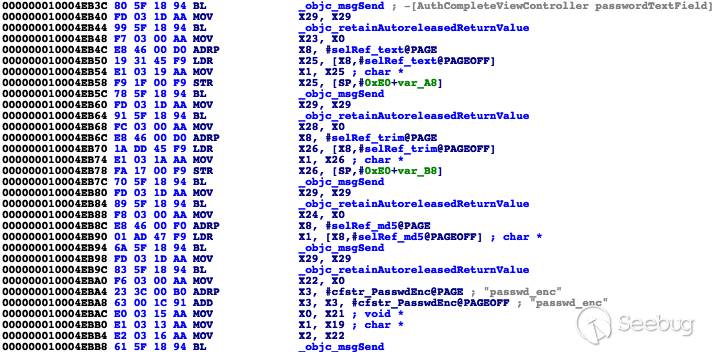 000000010004EB3C 80 5F 18 94 BL _objc_msgSend ; -[AuthCompleteViewController passwordTextField]
000000010004EB40 FD 03 1D AA MOV X29, X29
000000010004EB44 99 5F 18 94 BL _objc_retainAutoreleasedReturnValue
000000010004EB48 F7 03 00 AA MOV X23, X0
000000010004EB4C E8 46 00 D0 ADRP X8, #selRef_text@PAGE
000000010004EB50 19 31 45 F9 LDR X25, [X8,#selRef_text@PAGEOFF]
000000010004EB54 E1 03 19 AA MOV X1, X25 ; char *
000000010004EB58 F9 1F 00 F9 STR X25, [SP,#0xE0+var_A8]
000000010004EB5C 78 5F 18 94 BL _objc_msgSend
000000010004EB60 FD 03 1D AA MOV X29, X29
000000010004EB64 91 5F 18 94 BL _objc_retainAutoreleasedReturnValue
000000010004EB68 FC 03 00 AA MOV X28, X0
000000010004EB6C E8 46 00 D0 ADRP X8, #selRef_trim@PAGE
000000010004EB70 1A DD 45 F9 LDR X26, [X8,#selRef_trim@PAGEOFF]
000000010004EB74 E1 03 1A AA MOV X1, X26 ; char *
000000010004EB78 FA 17 00 F9 STR X26, [SP,#0xE0+var_B8]
000000010004EB7C 70 5F 18 94 BL _objc_msgSend
000000010004EB80 FD 03 1D AA MOV X29, X29
000000010004EB84 89 5F 18 94 BL _objc_retainAutoreleasedReturnValue
000000010004EB88 F8 03 00 AA MOV X24, X0
000000010004EB8C E8 46 00 F0 ADRP X8, #selRef_md5@PAGE
000000010004EB90 01 AD 47 F9 LDR X1, [X8,#selRef_md5@PAGEOFF] ; char *
000000010004EB94 6A 5F 18 94 BL _objc_msgSend
000000010004EB98 FD 03 1D AA MOV X29, X29
000000010004EB9C 83 5F 18 94 BL _objc_retainAutoreleasedReturnValue
000000010004EBA0 F6 03 00 AA MOV X22, X0
000000010004EBA4 23 3C 00 B0 ADRP X3, #cfstr_PasswdEnc@PAGE ; "passwd_enc"
000000010004EBA8 63 00 1C 91 ADD X3, X3, #cfstr_PasswdEnc@PAGEOFF ; "passwd_enc"
000000010004EBAC E0 03 15 AA MOV X0, X21 ; void *
000000010004EBB0 E1 03 13 AA MOV X1, X19 ; char *
000000010004EBB4 E2 03 16 AA MOV X2, X22
000000010004EBB8 61 5F 18 94 BL _objc_msgSend
Seebug